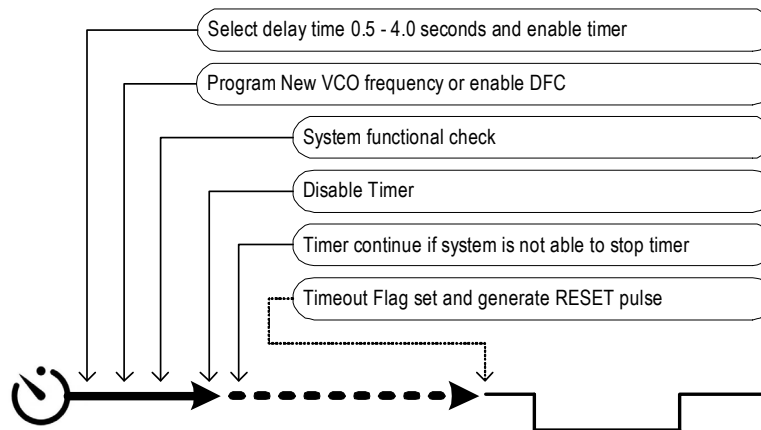 Select delay time 0.5 - 4.0 seconds and enable timer
Program New VCO frequency or enable DFC
System functional check
Disable Timer
Timer continue if system is not able to stop timer
Timeout Flag set and generate RESET pulse